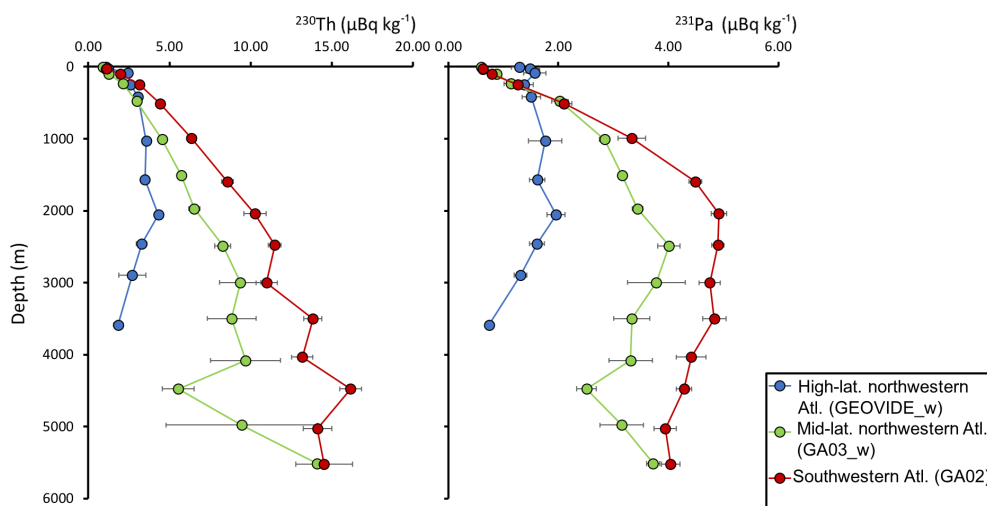 ²³⁰Th (µBq kg⁻¹)
0.00 5.00 10.00 15.00 20.00
²³¹Pa (µBq kg⁻¹)
0.00 2.00 4.00 6.00
Depth (m)
0
1000
2000
3000
4000
5000
6000
High-lat. northwestern
Atl. (GEOVIDE_w)
Mid-lat. northwestern Atl.
(GA03_w)
Southwestern Atl. (GA02)